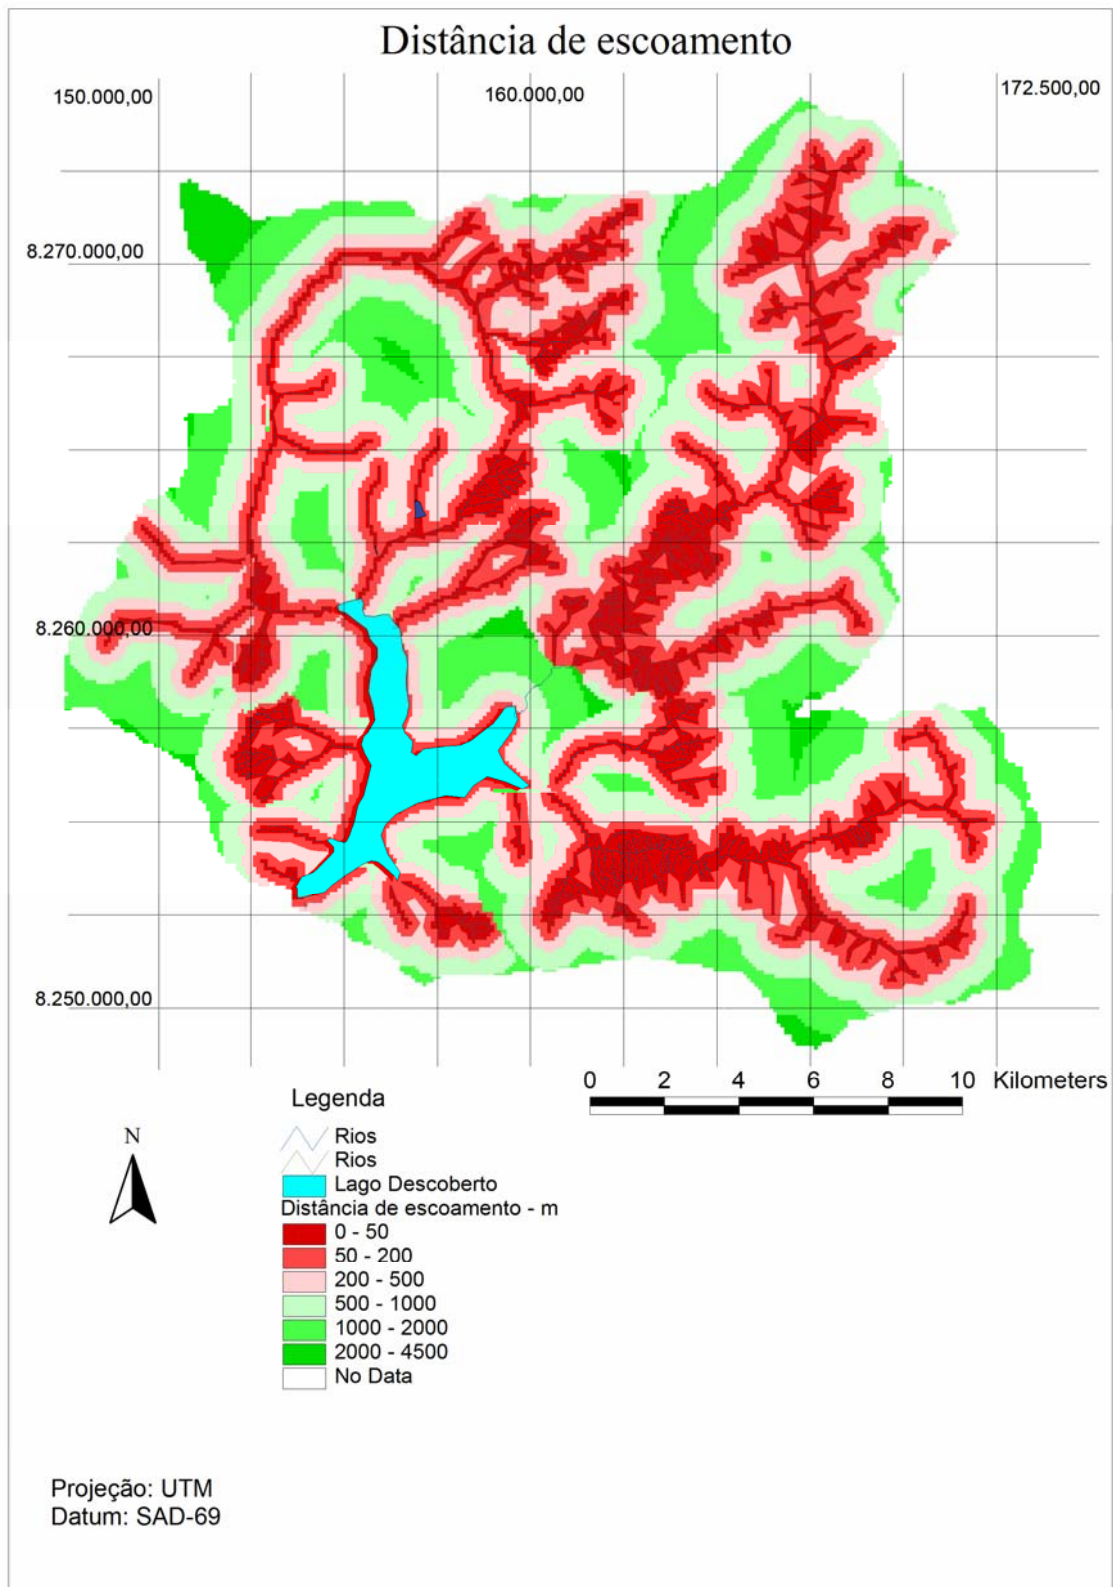 Distância de escoamento
150.000,00
160.000,00
172.500,00
8.270.000,00
8.260.000,00
8.250.000,00
0 2 4 6 8 10 Kilometers
Legenda
N
Rios
Rios
Lago Descoberto
Distância de escoamento - m
0 - 50
50 - 200
200 - 500
500 - 1000
1000 - 2000
2000 - 4500
No Data
Projeção: UTM
Datum: SAD-69